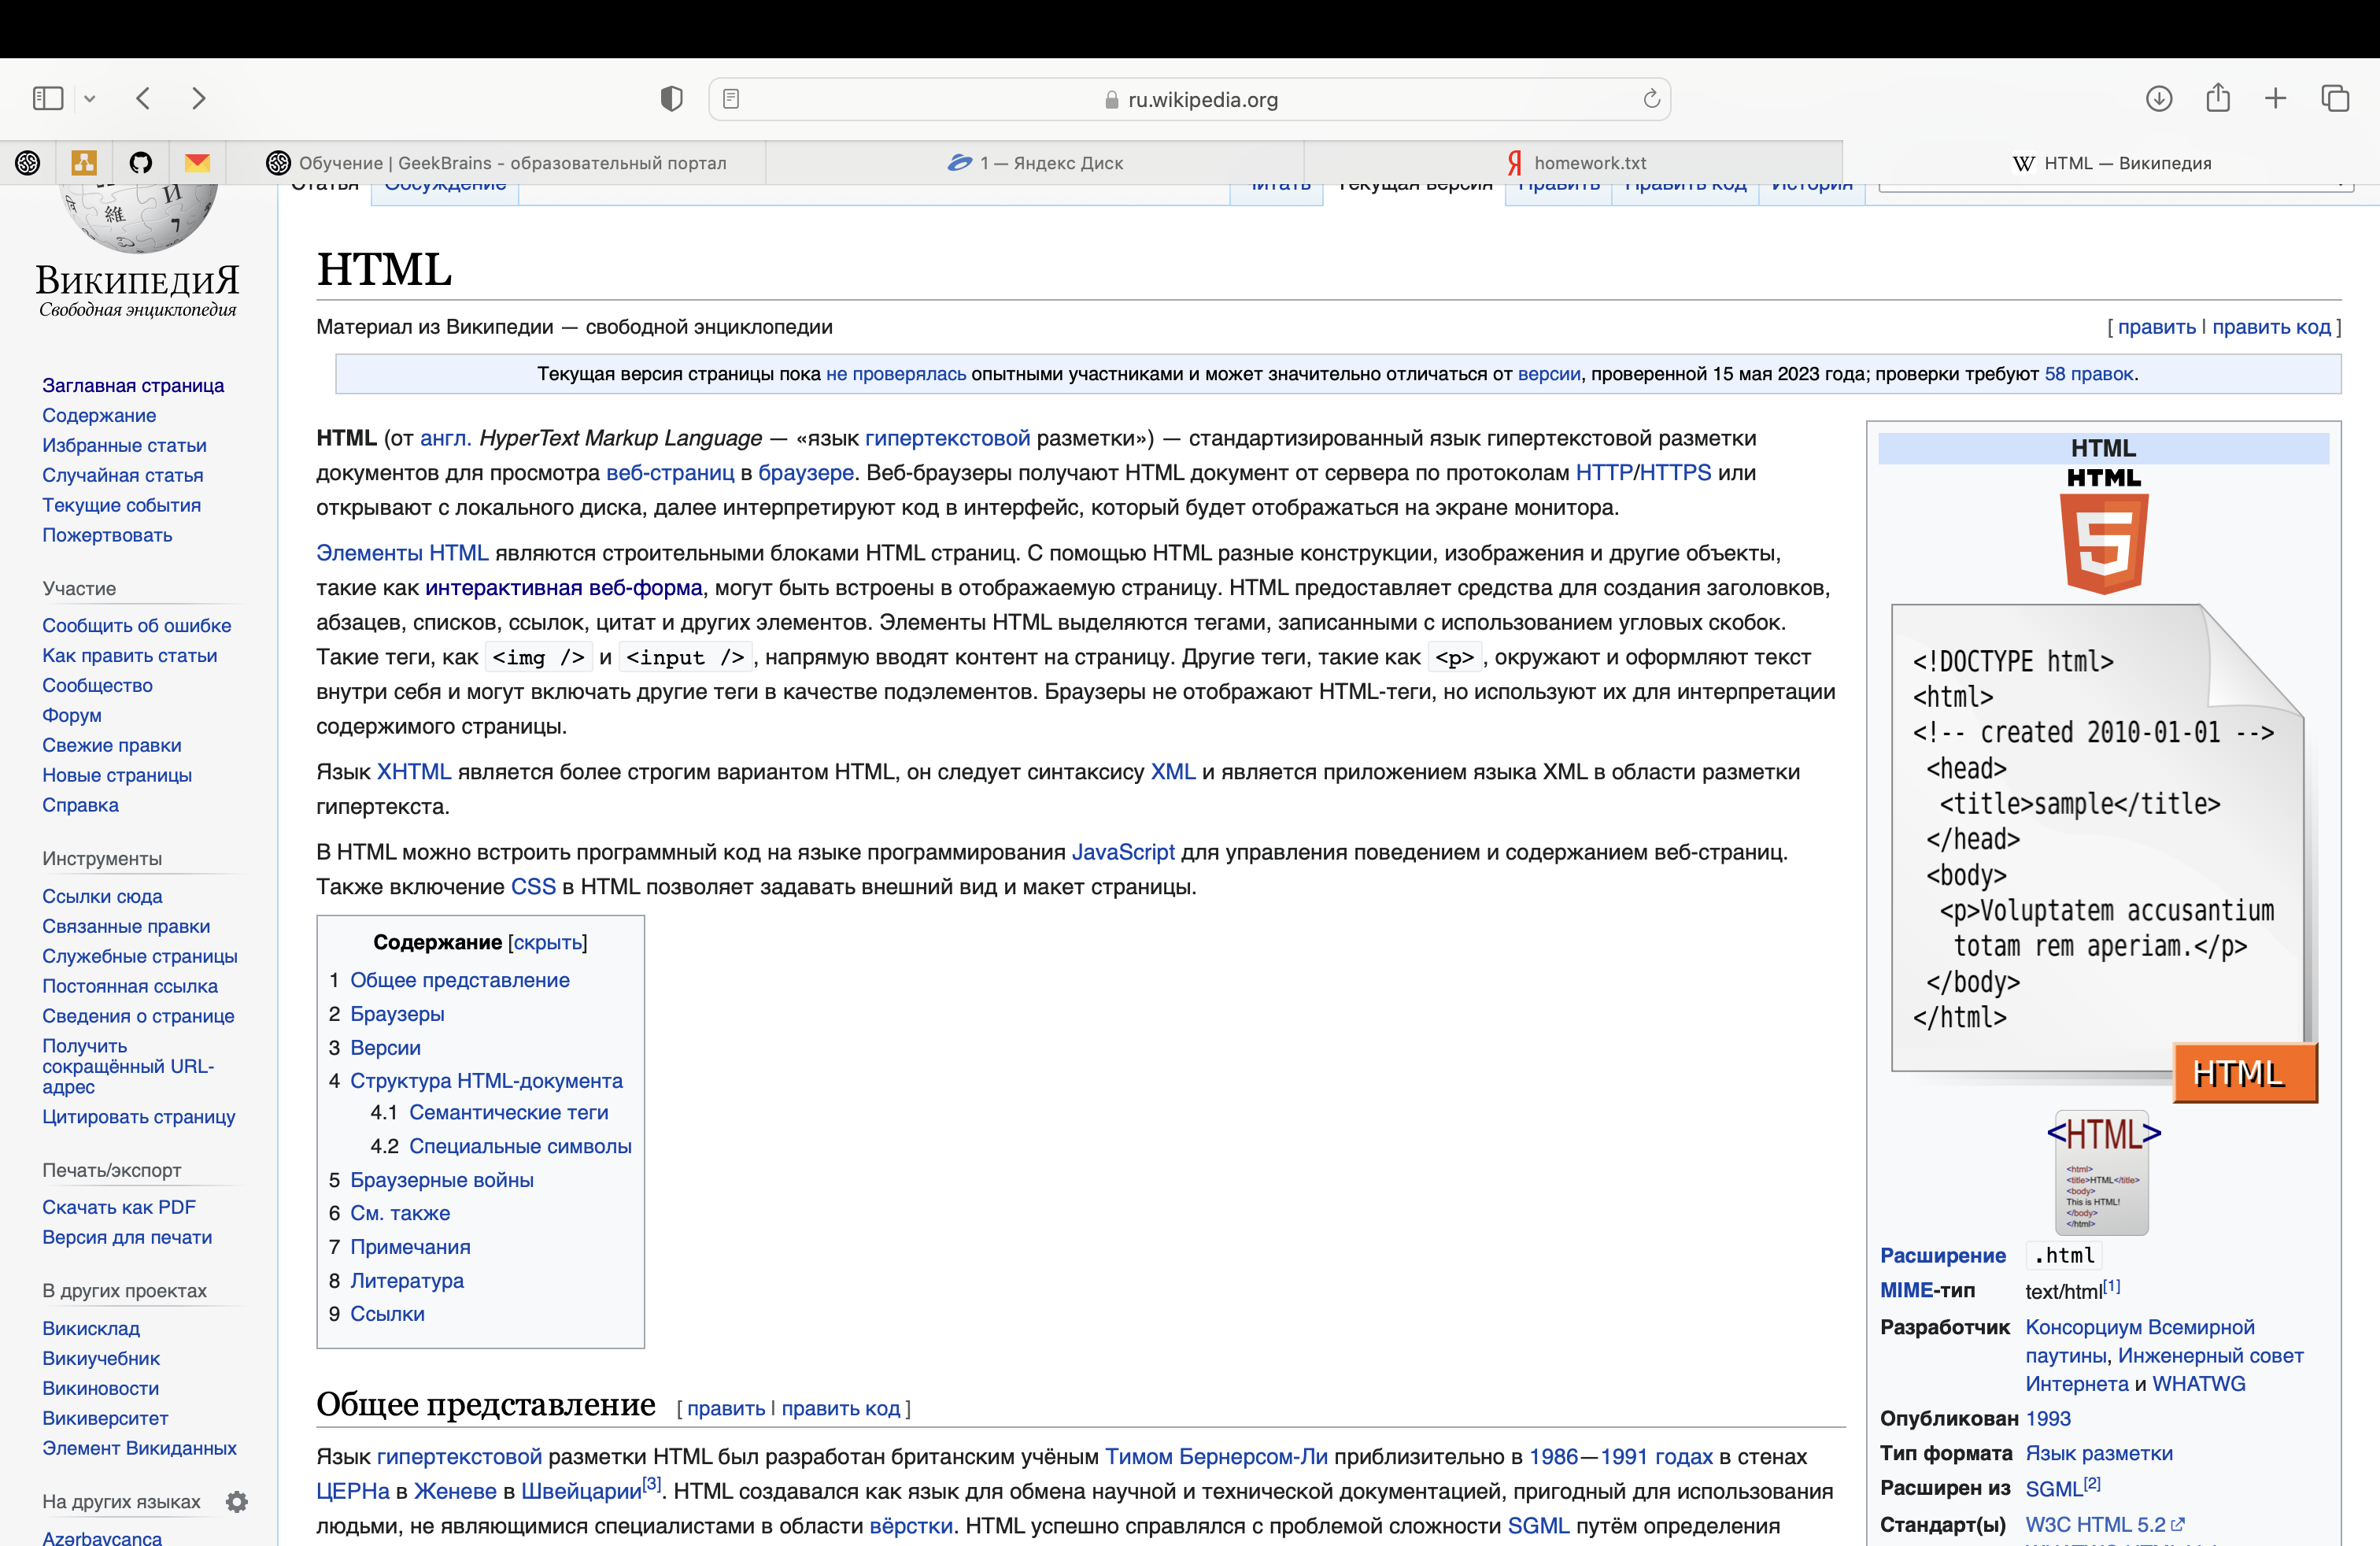 ru.wikipedia.org
Обучение | GeekBrains - образовательный портал
1 — Яндекс Диск
homework.txt
HTML — Википедия
Статья
Обсуждение
Читать
Текущая версия
Править
Править код
История
ВИКИПЕДИЯ
Свободная энциклопедия
Заглавная страница
Содержание
Избранные статьи
Случайная статья
Текущие события
Пожертвовать
Участие
Сообщить об ошибке
Как править статьи
Сообщество
Форум
Свежие правки
Новые страницы
Справка
Инструменты
Ссылки сюда
Связанные правки
Служебные страницы
Постоянная ссылка
Сведения о странице
Получить
сокращённый URL-
адрес
Цитировать страницу
Печать/экспорт
Скачать как PDF
Версия для печати
В других проектах
Викисклад
Викиучебник
Викиновости
Викиверситет
Элемент Викиданных
На других языках
Azərbaycanca
HTML
Материал из Википедии — свободной энциклопедии
[ править | править код ]
Текущая версия страницы пока не проверялась опытными участниками и может значительно отличаться от версии, проверенной 15 мая 2023 года; проверки требуют 58 правок.
HTML (от англ. HyperText Markup Language — «язык гипертекстовой разметки») — стандартизированный язык гипертекстовой разметки
документов для просмотра веб-страниц в браузере. Веб-браузеры получают HTML документ от сервера по протоколам HTTP/HTTPS или
открывают с локального диска, далее интерпретируют код в интерфейс, который будет отображаться на экране монитора.
Элементы HTML являются строительными блоками HTML страниц. С помощью HTML разные конструкции, изображения и другие объекты,
такие как интерактивная веб-форма, могут быть встроены в отображаемую страницу. HTML предоставляет средства для создания заголовков,
абзацев, списков, ссылок, цитат и других элементов. Элементы HTML выделяются тегами, записанными с использованием угловых скобок.
Такие теги, как <img /> и <input />, напрямую вводят контент на страницу. Другие теги, такие как <p>, окружают и оформляют текст
внутри себя и могут включать другие теги в качестве подэлементов. Браузеры не отображают HTML-теги, но используют их для интерпретации
содержимого страницы.
Язык XHTML является более строгим вариантом HTML, он следует синтаксису XML и является приложением языка XML в области разметки
гипертекста.
В HTML можно встроить программный код на языке программирования JavaScript для управления поведением и содержанием веб-страниц.
Также включение CSS в HTML позволяет задавать внешний вид и макет страницы.
Содержание [скрыть]
1 Общее представление
2 Браузеры
3 Версии
4 Структура HTML-документа
4.1 Семантические теги
4.2 Специальные символы
5 Браузерные войны
6 См. также
7 Примечания
8 Литература
9 Ссылки
Общее представление [ править | править код ]
Язык гипертекстовой разметки HTML был разработан британским учёным Тимом Бернерсом-Ли приблизительно в 1986—1991 годах в стенах
ЦЕРНа в Женеве в Швейцарии[3]. HTML создавался как язык для обмена научной и технической документацией, пригодный для использования
людьми, не являющимися специалистами в области вёрстки. HTML успешно справлялся с проблемой сложности SGML путём определения
HTML
HTML
5
<!DOCTYPE html>
<html>
<!-- created 2010-01-01 -->
<head>
<title>sample</title>
</head>
<body>
<p>Voluptatem accusantium
totam rem aperiam.</p>
</body>
</html>
HTML
<HTML>
<html>
<title>HTML</title>
<body>
This is HTML!
</body>
</html>
Расширение .html
MIME-тип text/html[1]
Разработчик Консорциум Всемирной
паутины, Инженерный совет
Интернета и WHATWG
Опубликован 1993
Тип формата Язык разметки
Расширен из SGML[2]
Стандарт(ы) W3C HTML 5.2